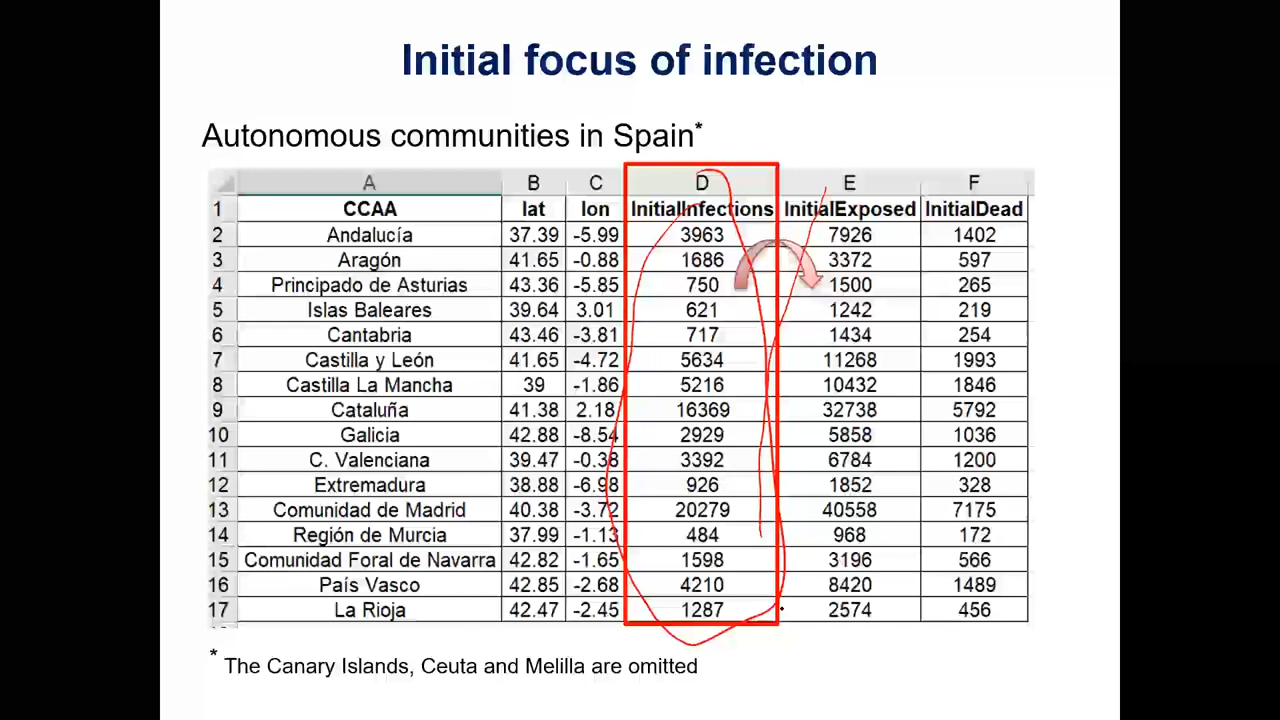 Initial focus of infection
Autonomous communities in Spain*
A B C D E F
1 CCAA lat lon InitialInfections InitialExposed InitialDead
2 Andalucía 37.39 -5.99 3963 7926 1402
3 Aragón 41.65 -0.88 1686 3372 597
4 Principado de Asturias 43.36 -5.85 750 1500 265
5 Islas Baleares 39.64 3.01 621 1242 219
6 Cantabria 43.46 -3.81 717 1434 254
7 Castilla y León 41.65 -4.72 5634 11268 1993
8 Castilla La Mancha 39 -1.86 5216 10432 1846
9 Cataluña 41.38 2.18 16369 32738 5792
10 Galicia 42.88 -8.54 2929 5858 1036
11 C. Valenciana 39.47 -0.38 3392 6784 1200
12 Extremadura 38.88 -6.98 926 1852 328
13 Comunidad de Madrid 40.38 -3.72 20279 40558 7175
14 Región de Murcia 37.99 -1.13 484 968 172
15 Comunidad Foral de Navarra 42.82 -1.65 1598 3196 566
16 País Vasco 42.85 -2.68 4210 8420 1489
17 La Rioja 42.47 -2.45 1287 2574 456
* The Canary Islands, Ceuta and Melilla are omitted